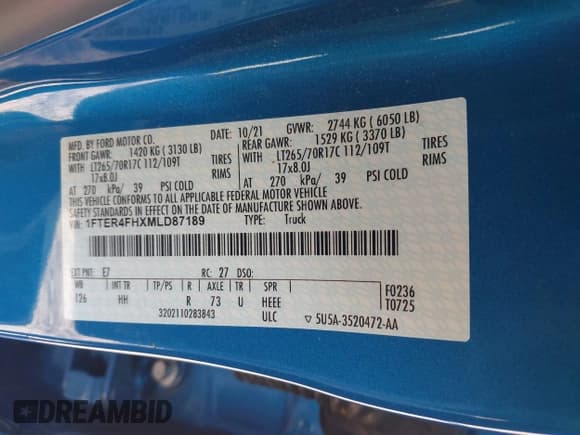 MFD. BY FORD MOTOR CO. 10/21 GVWR: 2744 KG ( 6050 LB)
FRONT GAWR: 1420 KG ( 3130 LB) REAR GAWR: 1529 KG ( 3370 LB)
WITH LT265/70R17C 112/109T TIRES WITH LT265/70R17C 112/109T TIRES
17x8.0J RIMS 17x8.0J RIMS
AT 270 kPa/ 39 PSI COLD AT 270 kPa/ 39 PSI COLD
THIS VEHICLE CONFORMS TO ALL APPLICABLE FEDERAL MOTOR VEHICLE
SAFETY STANDARDS IN EFFECT ON THE DATE OF MANUFACTURE SHOWN ABOVE.
VIN: 1FTER4FHXMLD87189 TYPE: Truck
EXT PNT: E7 RC: 27 DSO:
WB INT TR TP/PS R AXLE TR SPR F0236
126 HH R 73 U HEEE T0725
3202110283843 ULC ▽ 5U5A-3520472-AA
DREAMBID